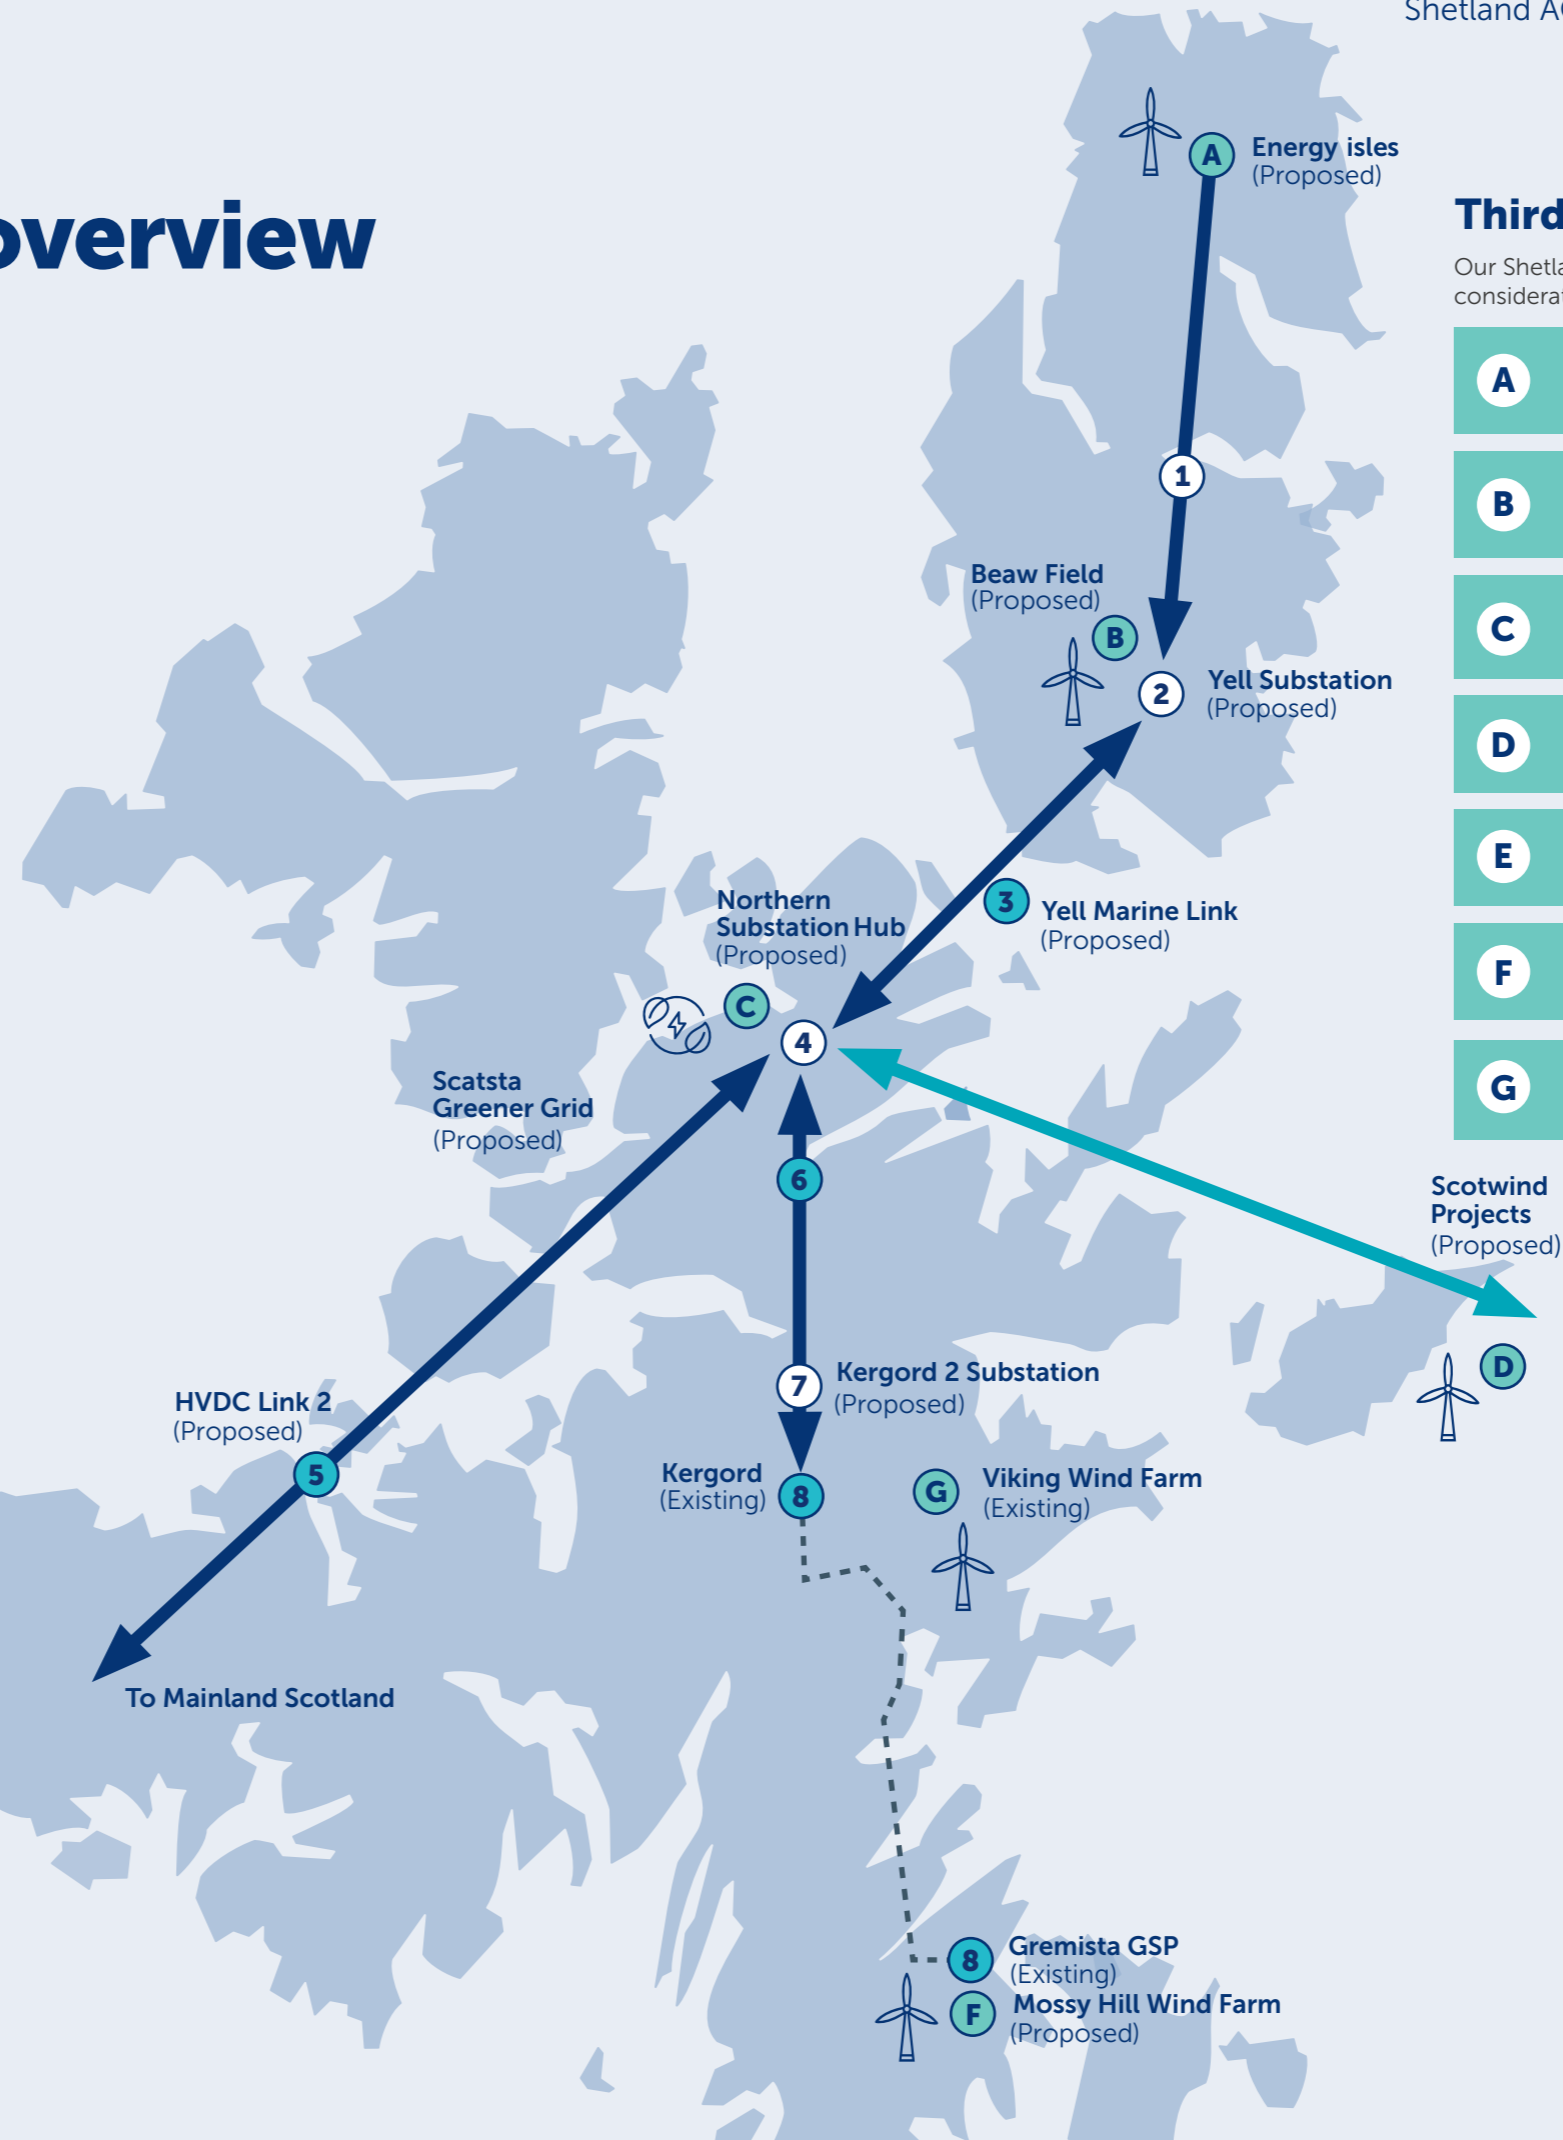 Shetland
overview
A
Energy isles
(Proposed)
Third
Our
A
B
C
D
E
F
G
1
Beaw Field
(Proposed)
B
2
Yell Substation
(Proposed)
3
Yell Marine Link
(Proposed)
Northern
Substation Hub
(Proposed)
C
4
Scatsta
Greener Grid
(Proposed)
6
Scotwind
Projects
(Proposed)
D
7
Kergord 2 Substation
(Proposed)
HVDC Link 2
(Proposed)
5
Kergord
(Existing)
8
G
Viking Wind Farm
(Existing)
To Mainland Scotland
8
Gremista GSP
(Existing)
F
Mossy Hill Wind Farm
(Proposed)